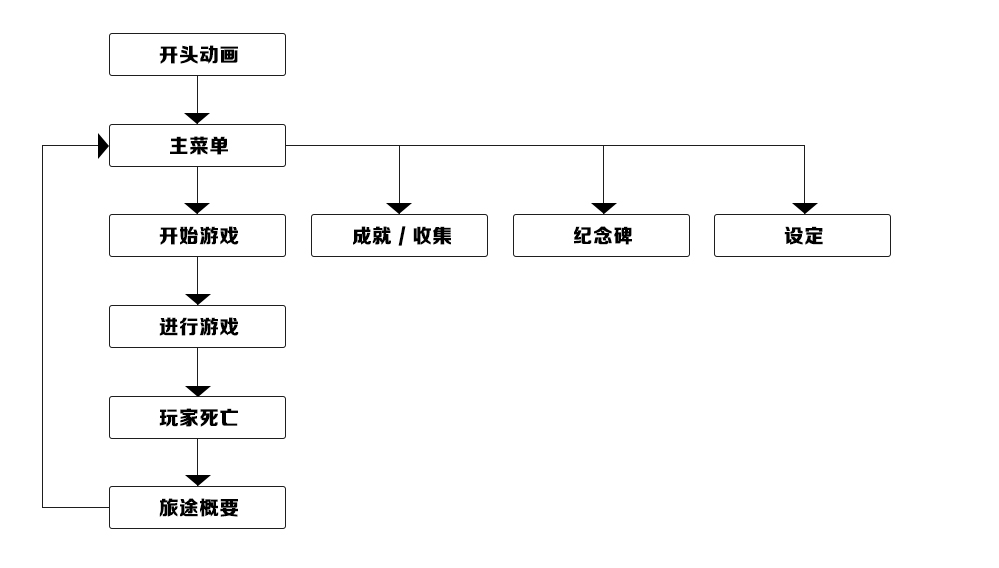 开头动画
主菜单
开始游戏
成就 / 收集
纪念碑
设定
进行游戏
玩家死亡
旅途概要